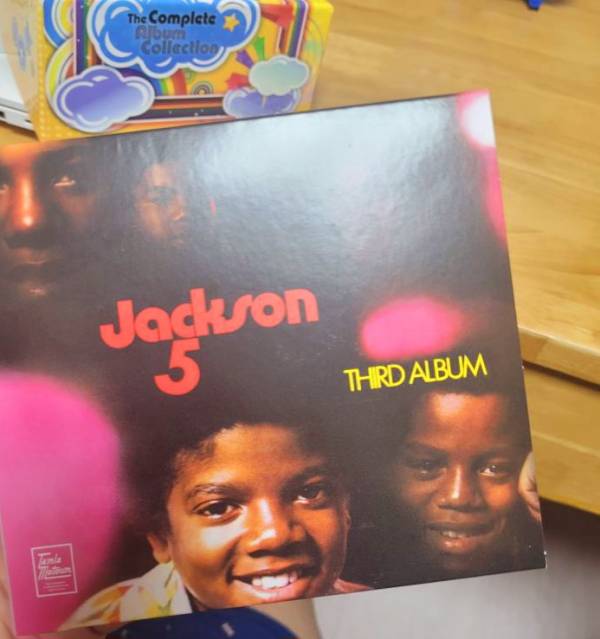 The Complete
Album
Collection
Jackson
5
THIRD ALBUM
Tamla
Motown